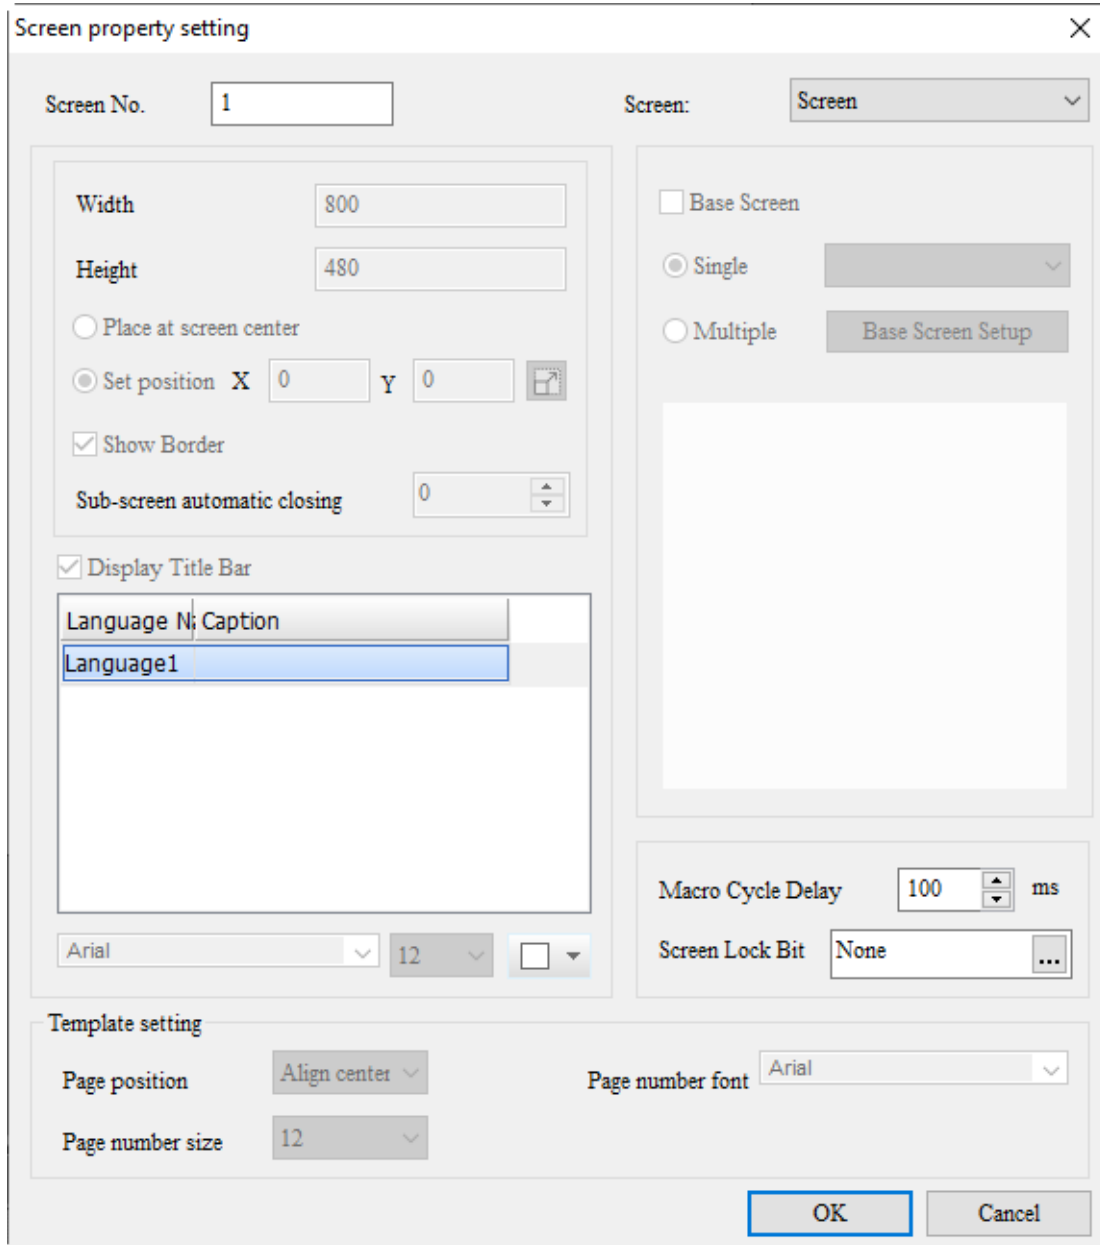 Screen property setting
Screen No. 1 Screen: Screen
Width 800
Height 480
Place at screen center
Set position X 0 Y 0
Show Border
Sub-screen automatic closing 0
Display Title Bar
Language Na Caption
Language1
Arial 12
Base Screen
Single
Multiple Base Screen Setup
Macro Cycle Delay 100 ms
Screen Lock Bit None ...
Template setting
Page position Align center Page number font Arial
Page number size 12
OK Cancel